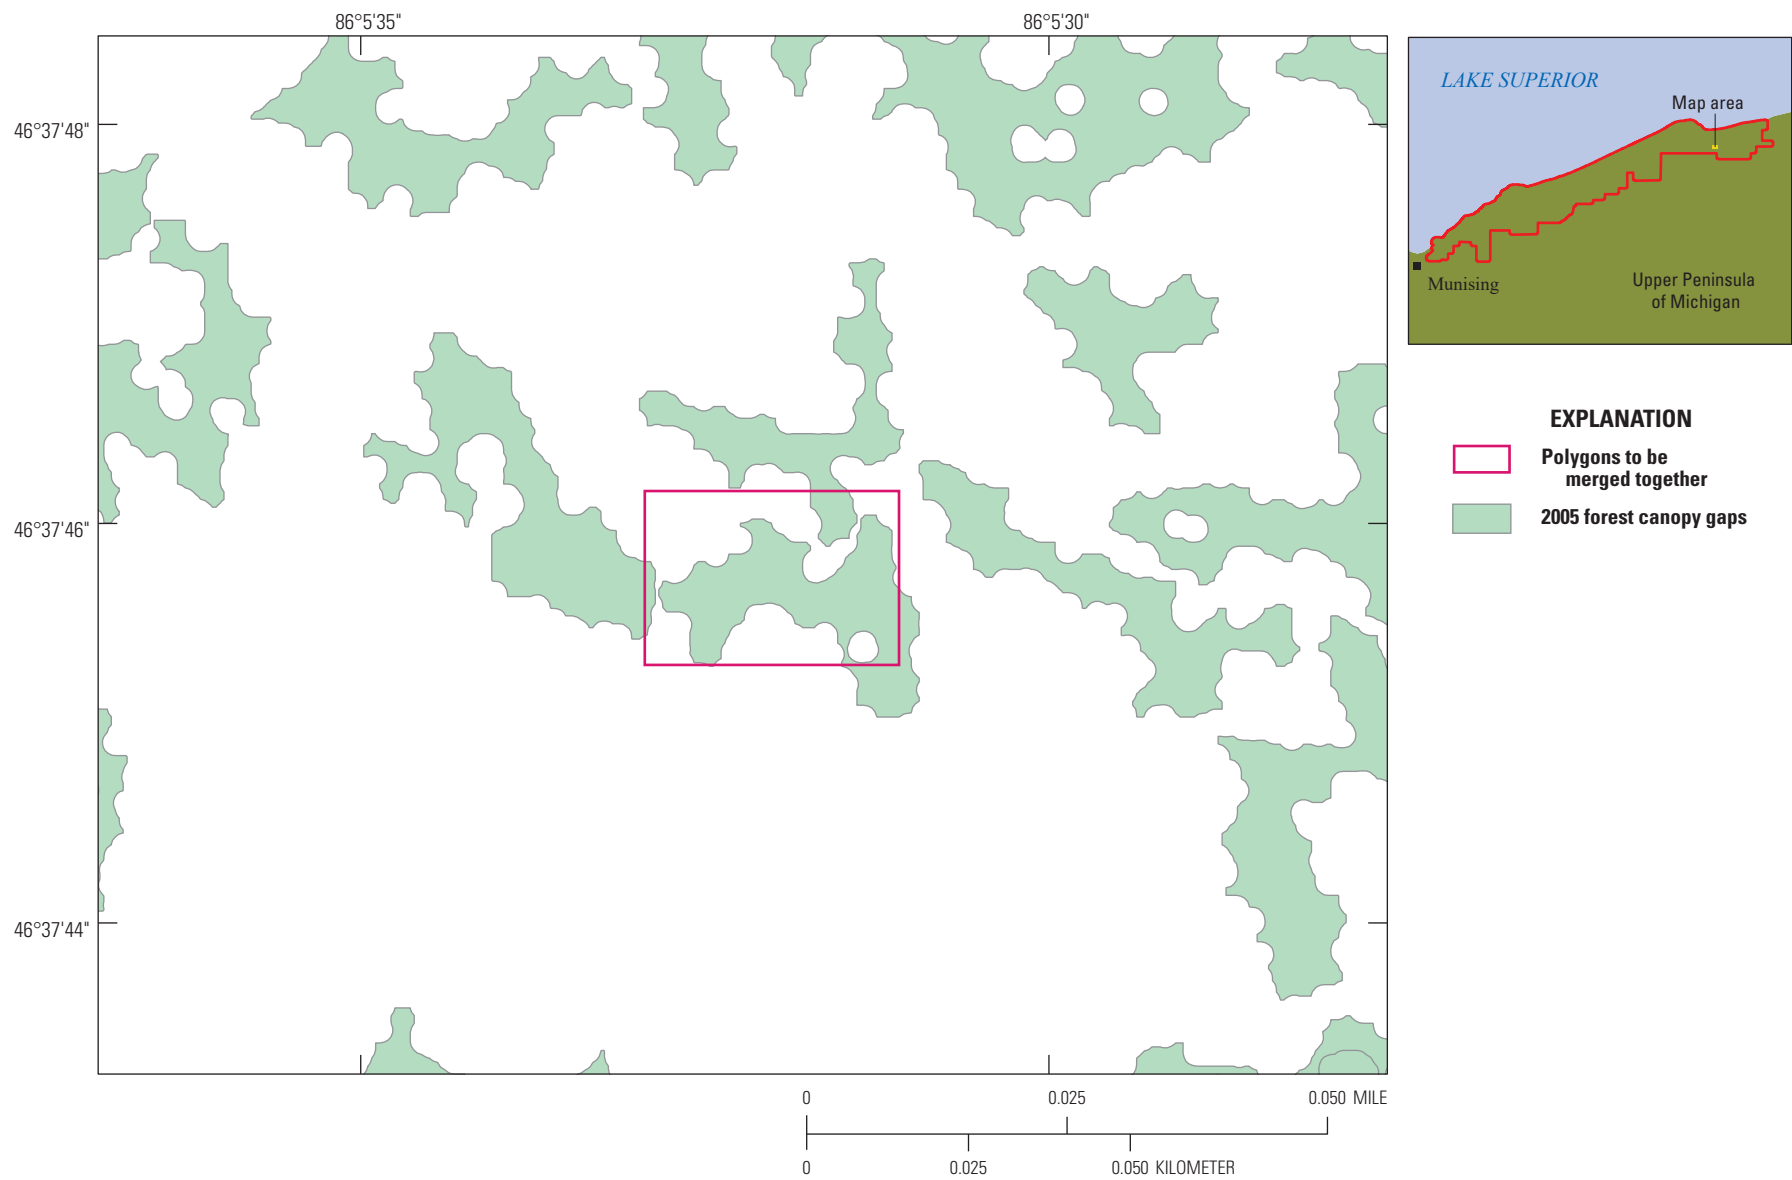 86°5'35"
86°5'30"
46°37'48"
46°37'46"
46°37'44"
LAKE SUPERIOR
Map area
Munising
Upper Peninsula
of Michigan
EXPLANATION
Polygons to be
merged together
2005 forest canopy gaps
0 0.025 0.050 MILE
0 0.025 0.050 KILOMETER